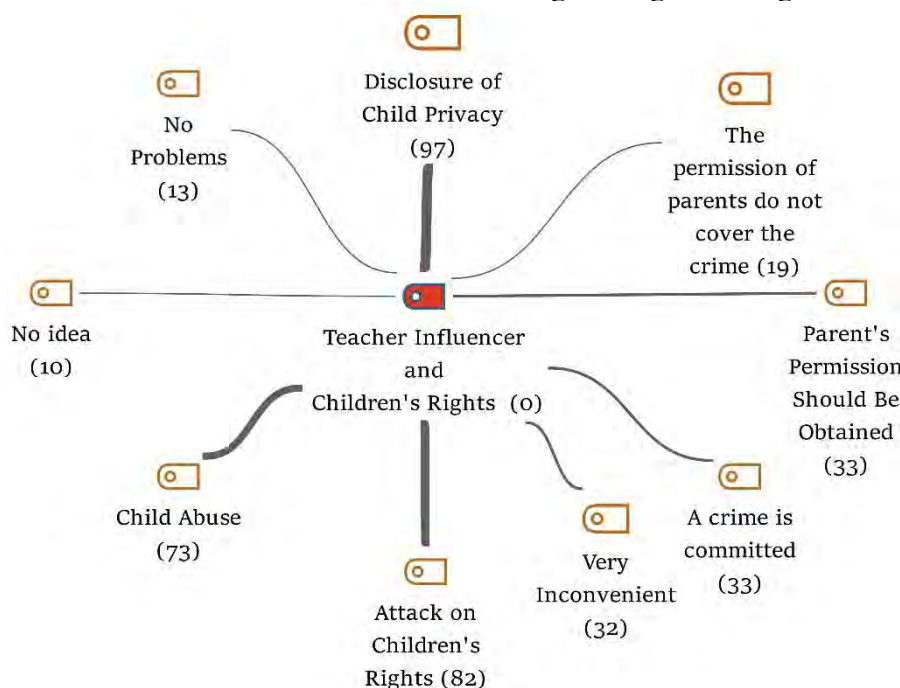 Disclosure of
Child Privacy
(97)
No
Problems
(13)
The
permission of
parents do not
cover the
crime (19)
No idea
(10)
Teacher Influencer
and
Children's Rights (0)
Parent's
Permission
Should Be
Obtained
(33)
Child Abuse
(73)
Attack on
Children's
Rights (82)
Very
Inconvenient
(32)
A crime is
committed
(33)